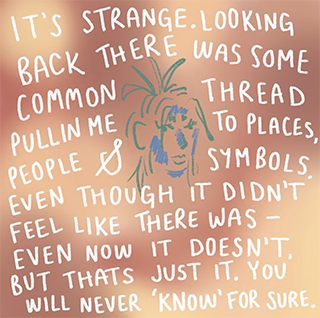 IT'S STRANGE. LOOKING
BACK THERE WAS SOME
COMMON THREAD
PULLIN ME TO PLACES,
PEOPLE & SYMBOLS.
EVEN THOUGH IT DIDN'T
FEEL LIKE THERE WAS –
EVEN NOW IT DOESN'T,
BUT THATS JUST IT. YOU
WILL NEVER 'KNOW' FOR SURE.